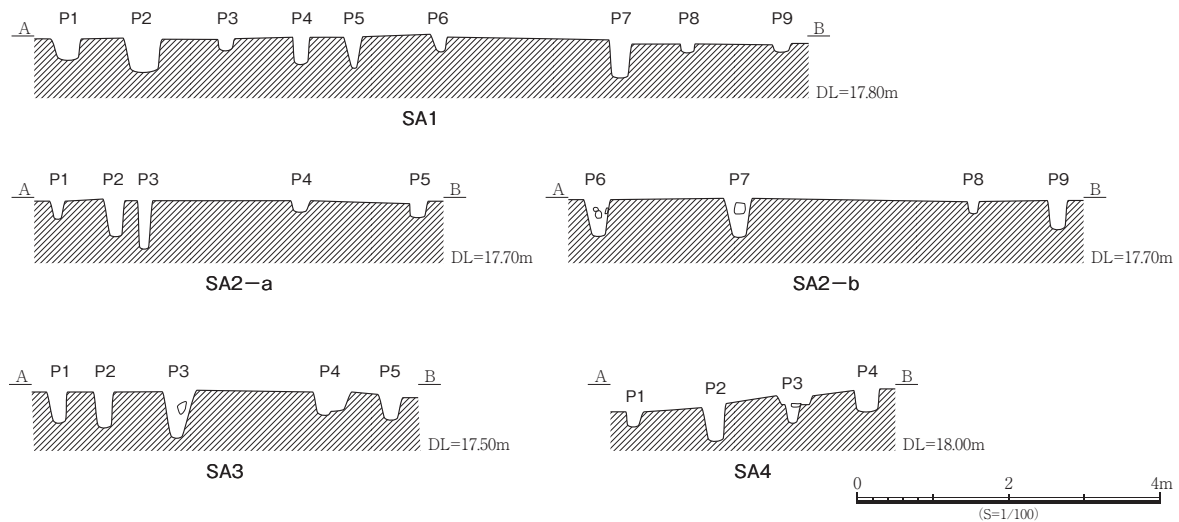 P1 P2 P3 P4 P5 P6 P7 P8 P9
A B
DL=17.80m
SA1
P1 P2 P3 P4 P5
A B
DL=17.70m
SA2－a
P6 P7 P8 P9
A B
DL=17.70m
SA2－b
P1 P2 P3 P4 P5
A B
DL=17.50m
SA3
P1 P2 P3 P4
A B
DL=18.00m
SA4
0 2 4m
(S=1/100)